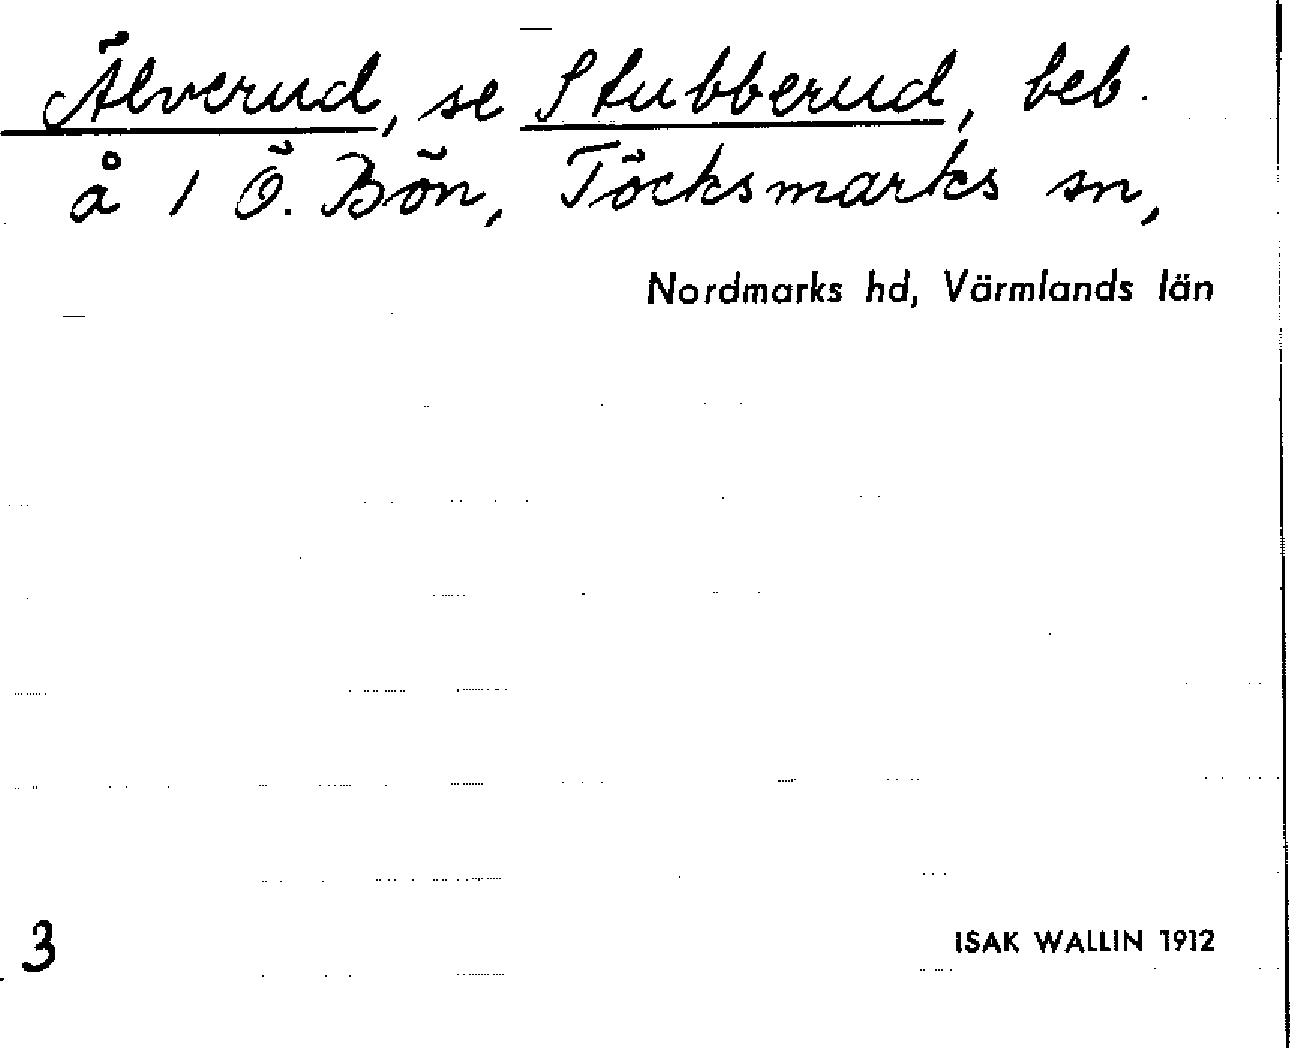 Älverud, se Stubberud, beb.
å 1 Ö. Bön, Töcksmarks sn,
Nordmarks hd, Värmlands län
3
ISAK WALLIN 1912